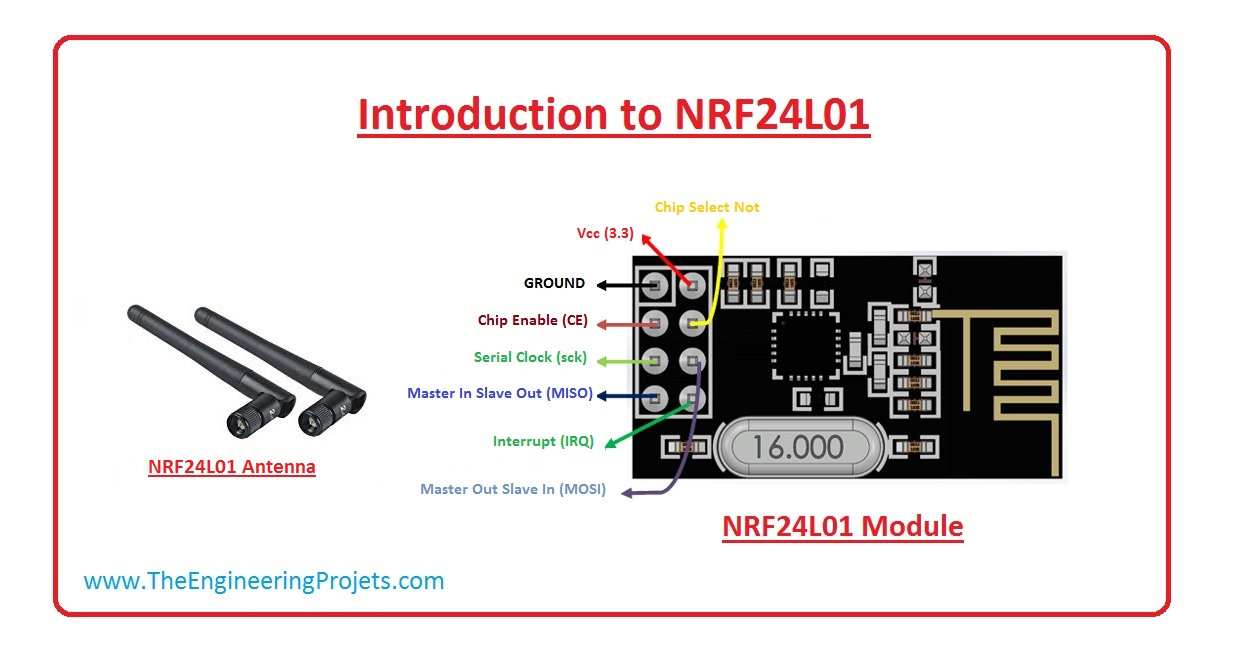 Introduction to NRF24L01
Chip Select Not
Vcc (3.3)
GROUND
Chip Enable (CE)
Serial Clock (sck)
Master In Slave Out (MISO)
Interrupt (IRQ)
16.000
NRF24L01 Antenna
Master Out Slave In (MOSI)
NRF24L01 Module
www.TheEngineeringProjets.com